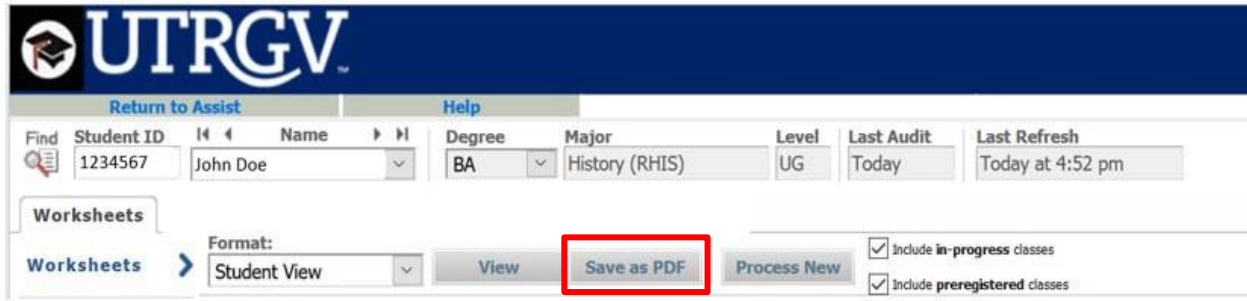 UTRGV™
Return to Assist Help
Find Student ID Name Degree Major Level Last Audit Last Refresh
1234567 John Doe BA History (RHIS) UG Today Today at 4:52 pm
Worksheets
Format:
Worksheets Student View View Save as PDF Process New
Include in-progress classes
Include preregistered classes